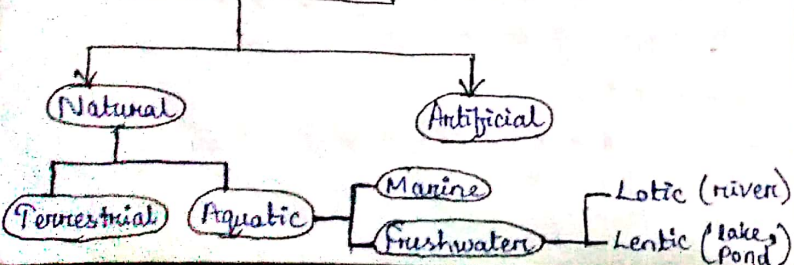 Natural
Artificial
Terrestrial
Aquatic
Marine
Freshwater
Lotic (river)
Lentic (lake, pond)